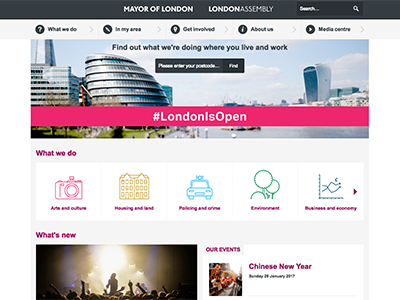 MAYOR OF LONDON LONDONASSEMBLY Search...
What we do In my area Get involved About us Media centre
Find out what we're doing where you live and work
Please enter your postcode.... Find
#LondonIsOpen
What we do
Arts and culture Housing and land Policing and crime Environment Business and economy
What's new
OUR EVENTS
Chinese New Year
Sunday 29 January 2017